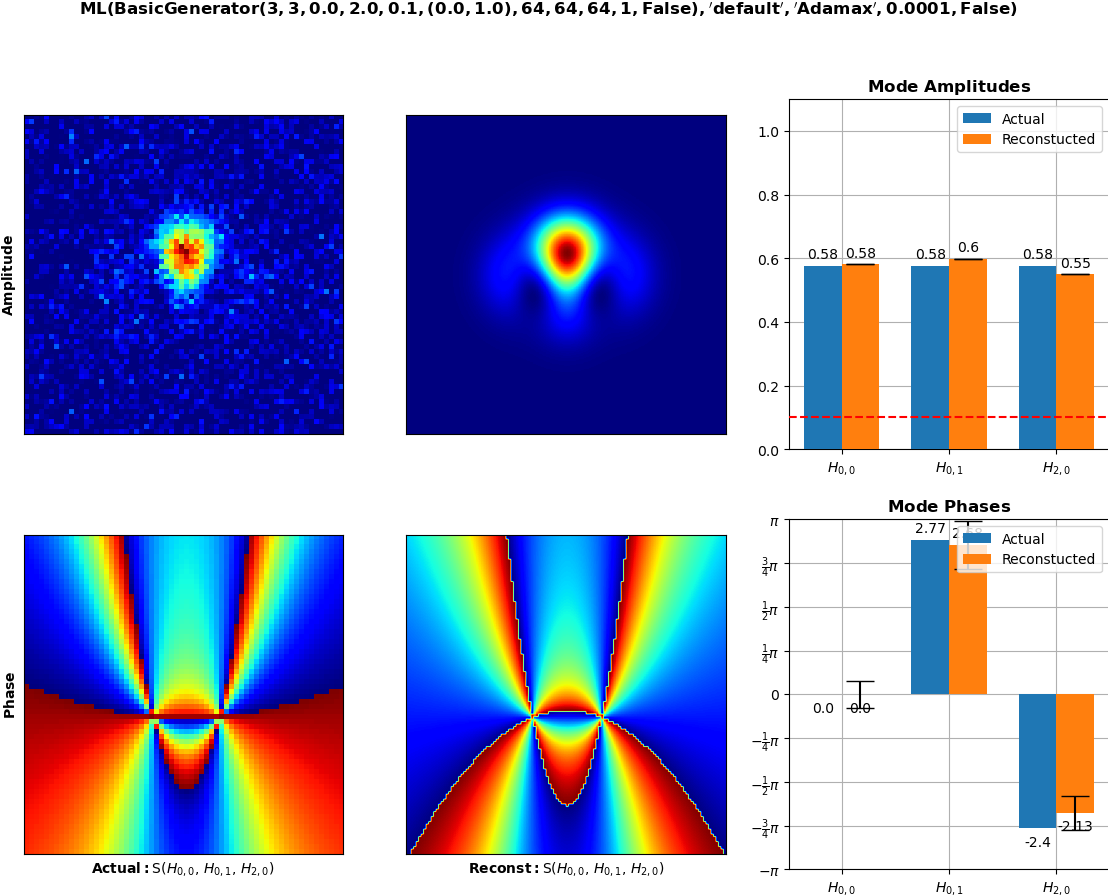 ML(BasicGenerator(3, 3, 0.0, 2.0, 0.1, (0.0, 1.0), 64, 64, 64, 1, False), ′default′, ′Adamax′, 0.0001, False)
Mode Amplitudes
Amplitude
1.0
0.8
0.6
0.4
0.2
0.0
Actual
Reconstucted
0.58 0.58
0.58 0.6
0.58 0.55
H0,0 H0,1 H2,0
Phase
Mode Phases
π
3/4π
1/2π
1/4π
0
−1/4π
−1/2π
−3/4π
−π
Actual
Reconstucted
0.0 -0.0
2.77
-2.4 -2.13
H0,0 H0,1 H2,0
Actual: S(H0,0, H0,1, H2,0)
Reconst: S(H0,0, H0,1, H2,0)